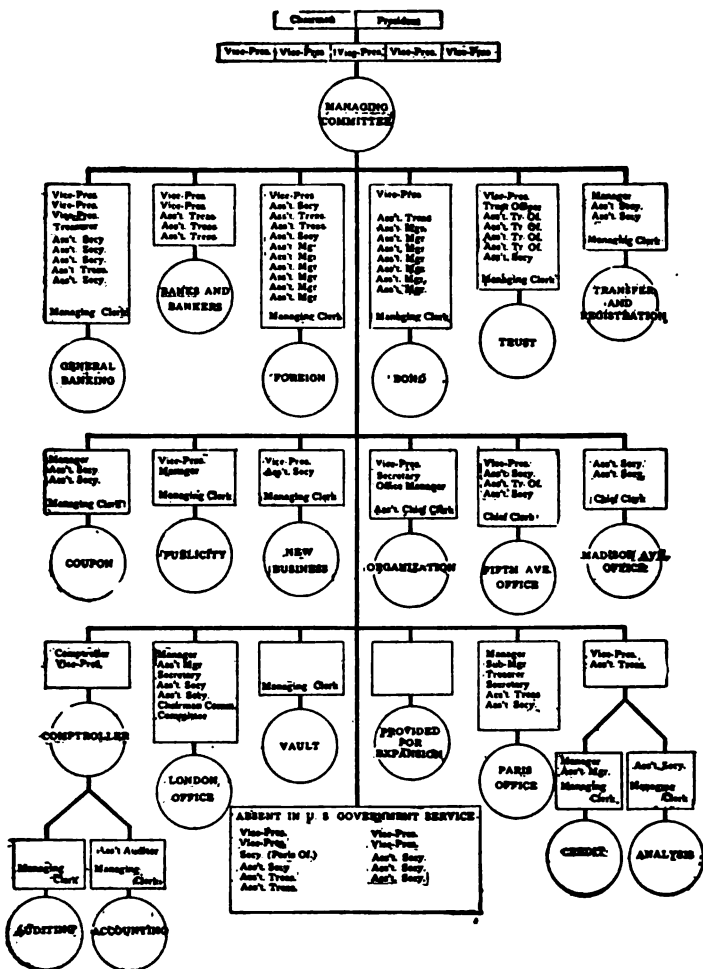 Chairman
President
Vice-Pres.
Vice-Pres
Vice-Pres.
Vice-Pres.
Vice-Pres
MANAGING
COMMITTEE
Vice-Pres
Vice-Pres.
Vice-Pres.
Treasurer
Ass't Secy
Ass't Secy.
Ass't Secy.
Ass't Treas.
Ass't Secy.
Managing Clerk
GENERAL
BANKING
Vice-Pres
Vice-Pres.
Ass't Treas
Ass't Treas
Ass't Treas.
BANKS AND
BANKERS
Vice-Pres
Ass't Secy
Ass't Treas.
Ass't Treas.
Ass't Secy
Ass't Mgr
Ass't Mgr
Ass't Mgr
Ass't Mgr
Ass't Mgr
Ass't Mgr
Managing Clerk
FOREIGN
Vice-Pres
Ass't Treas
Ass't Mgr.
Ass't Mgr
Ass't Mgr
Ass't Mgr
Ass't Mgr
Ass't Mgr.
Ass't Mgr.
Managing Clerk
BOND
Vice-Pres
Trust Officer
Ass't Tr Of.
Ass't Tr Of.
Ass't Tr Of.
Ass't Tr Of
Ass't Secy
Managing Clerk
TRUST
Manager
Ass't Secy.
Ass't Secy
Managing Clerk
TRANSFER
AND
REGISTRATION
Manager
Ass't Secy
Ass't Secy.
Managing Clerk
COUPON
Vice-Pres.
Manager
Managing Clerk
PUBLICITY
Vice-Pres.
Ass't Secy
Managing Clerk
NEW
BUSINESS
Vice-Pres.
Secretary
Office Manager
Ass't Chief Clerk
ORGANIZATION
Vice-Pres.
Ass't Secy.
Ass't Tr. Of.
Ass't Secy
Chief Clerk
FIFTH AVE.
OFFICE
Ass't Secy.
Ass't Secy.
Chief Clerk
MADISON AVE.
OFFICE
Comptroller
Vice-Pres.
COMPTROLLER
Managing
Clerk
AUDITING
Ass't Auditor
Managing
Clerk
ACCOUNTING
Manager
Ass't Mgr
Secretary
Ass't Secy
Ass't Secy.
Chairman Comm.
Committee
LONDON
OFFICE
Managing Clerk
VAULT
PROVIDED
FOR
EXPANSION
Manager
Sub-Mgr
Treasurer
Secretary
Ass't Treas
Ass't Secy
PARIS
OFFICE
Vice-Pres.
Ass't Treas.
Manager
Ass't Mgr.
Managing
Clerk
CREDIT
Ass't Secy.
Managing
Clerk
ANALYSIS
ABSENT IN U. S GOVERNMENT SERVICE
Vice-Pres.
Vice-Pres.
Secy (Paris Of.)
Ass't Secy
Ass't Treas.
Ass't Treas.
Vice-Pres.
Vice-Pres.
Ass't Secy.
Ass't Secy.
Ass't Secy.